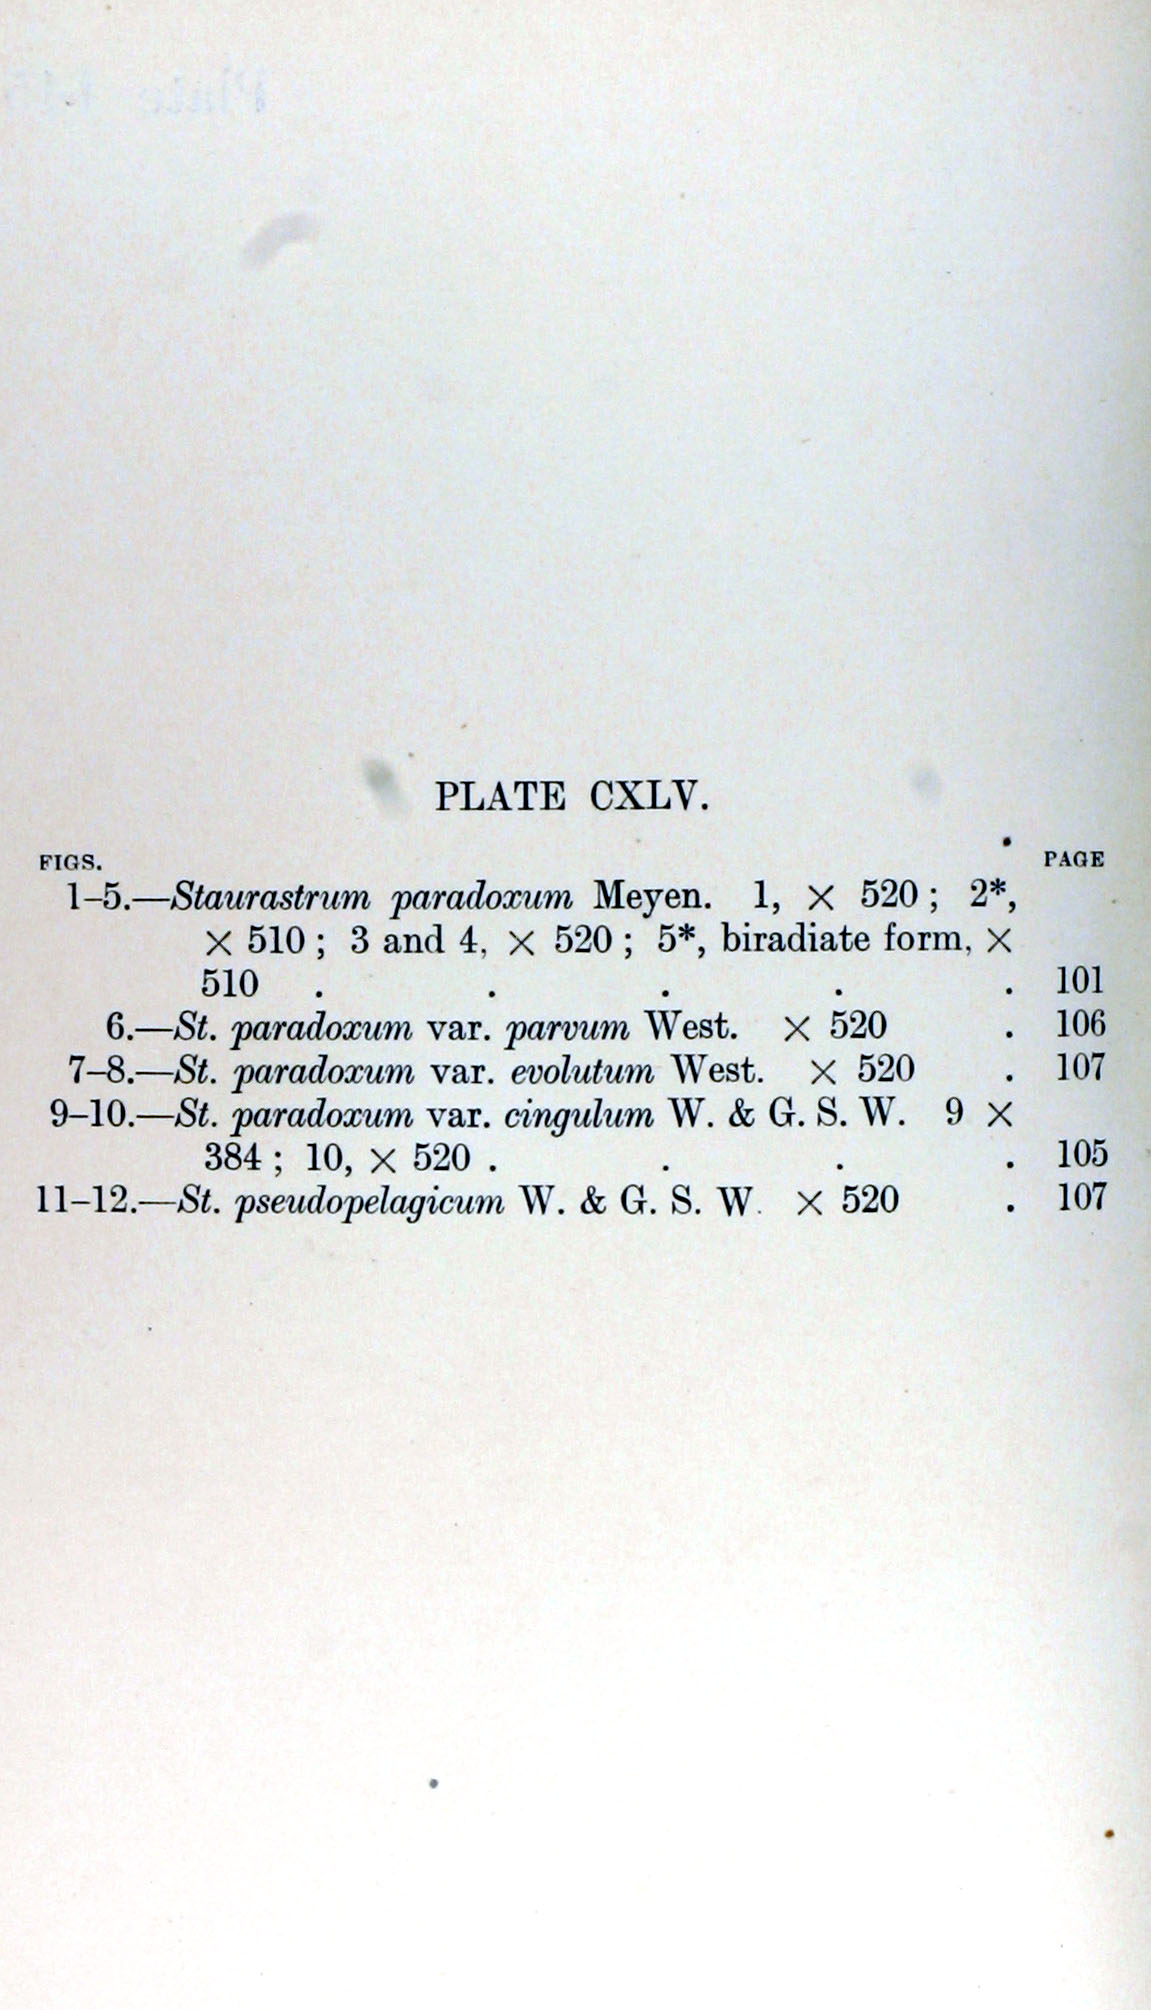 PLATE CXLV.
FIGS. PAGE
1–5.—Staurastrum paradoxum Meyen. 1, × 520 ; 2*,
× 510 ; 3 and 4, × 520 ; 5*, biradiate form, ×
510 . . . . . 101
6.—St. paradoxum var. parvum West. × 520 . 106
7–8.—St. paradoxum var. evolutum West. × 520 . 107
9–10.—St. paradoxum var. cingulum W. & G. S. W. 9 ×
384 ; 10, × 520 . . . . 105
11–12.—St. pseudopelagicum W. & G. S. W. × 520 . 107